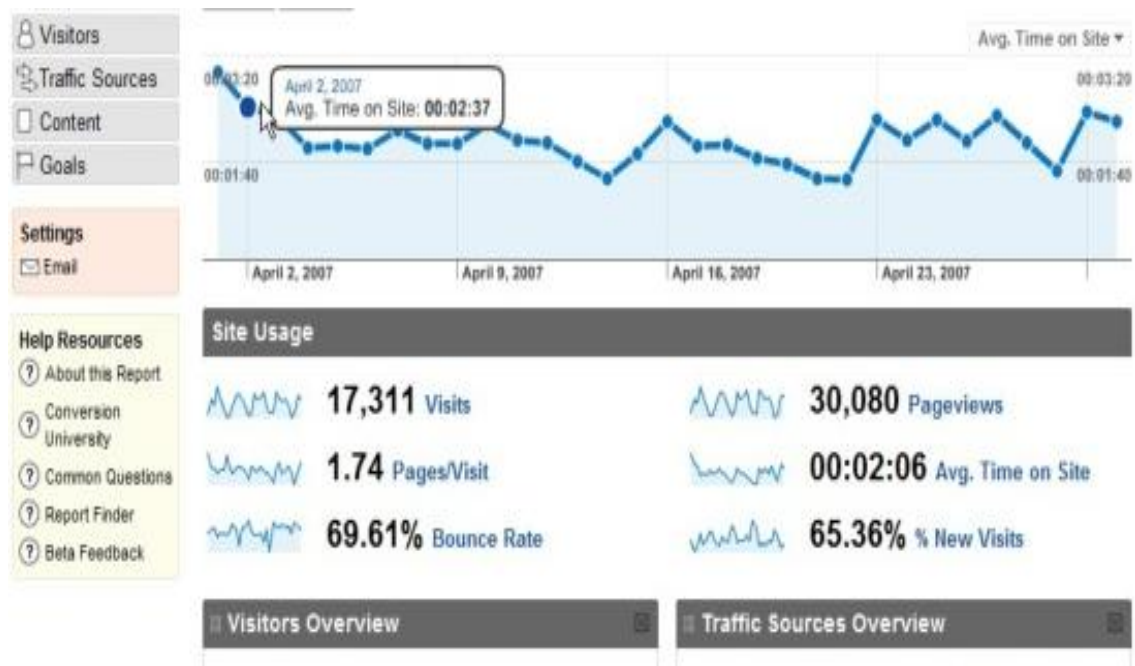 Visitors
Traffic Sources
Content
Goals
Settings
Email
Help Resources
About this Report
Conversion
University
Common Questions
Report Finder
Beta Feedback
Avg. Time on Site
00:03:20
00:03:20
April 2, 2007
Avg. Time on Site: 00:02:37
00:01:40
00:01:40
April 2, 2007
April 9, 2007
April 16, 2007
April 23, 2007
Site Usage
17,311 Visits
30,080 Pageviews
1.74 Pages/Visit
00:02:06 Avg. Time on Site
69.61% Bounce Rate
65.36% % New Visits
Visitors Overview
Traffic Sources Overview